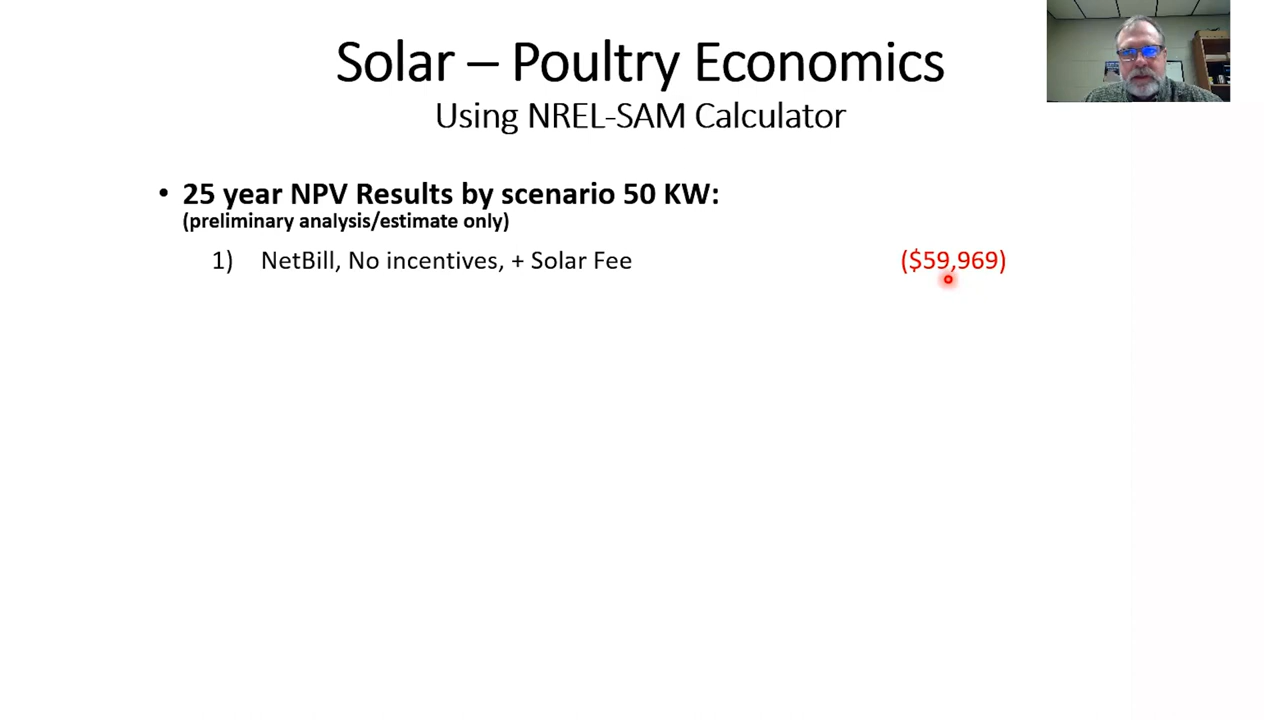 Solar – Poultry Economics
Using NREL-SAM Calculator
• 25 year NPV Results by scenario 50 KW:
(preliminary analysis/estimate only)
1) NetBill, No incentives, + Solar Fee ($59,969)